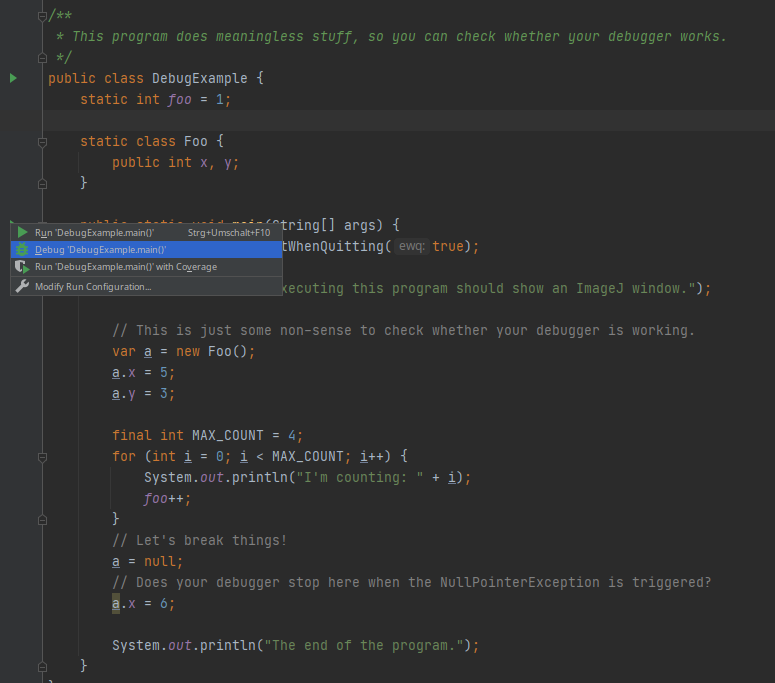 /**
 * This program does meaningless stuff, so you can check whether your debugger works.
 */
public class DebugExample {
static int foo = 1;
static class Foo {
public int x, y;
}
public static void main(String[] args) {
Run 'DebugExample.main()' Strg+Umschalt+F10
Debug 'DebugExample.main()' tWhenQuitting( ewq: true);
Run 'DebugExample.main()' with Coverage
Modify Run Configuration... xecuting this program should show an ImageJ window.");
// This is just some non-sense to check whether your debugger is working.
var a = new Foo();
a.x = 5;
a.y = 3;
final int MAX_COUNT = 4;
for (int i = 0; i < MAX_COUNT; i++) {
System.out.println("I'm counting: " + i);
foo++;
}
// Let's break things!
a = null;
// Does your debugger stop here when the NullPointerException is triggered?
a.x = 6;
System.out.println("The end of the program.");
}